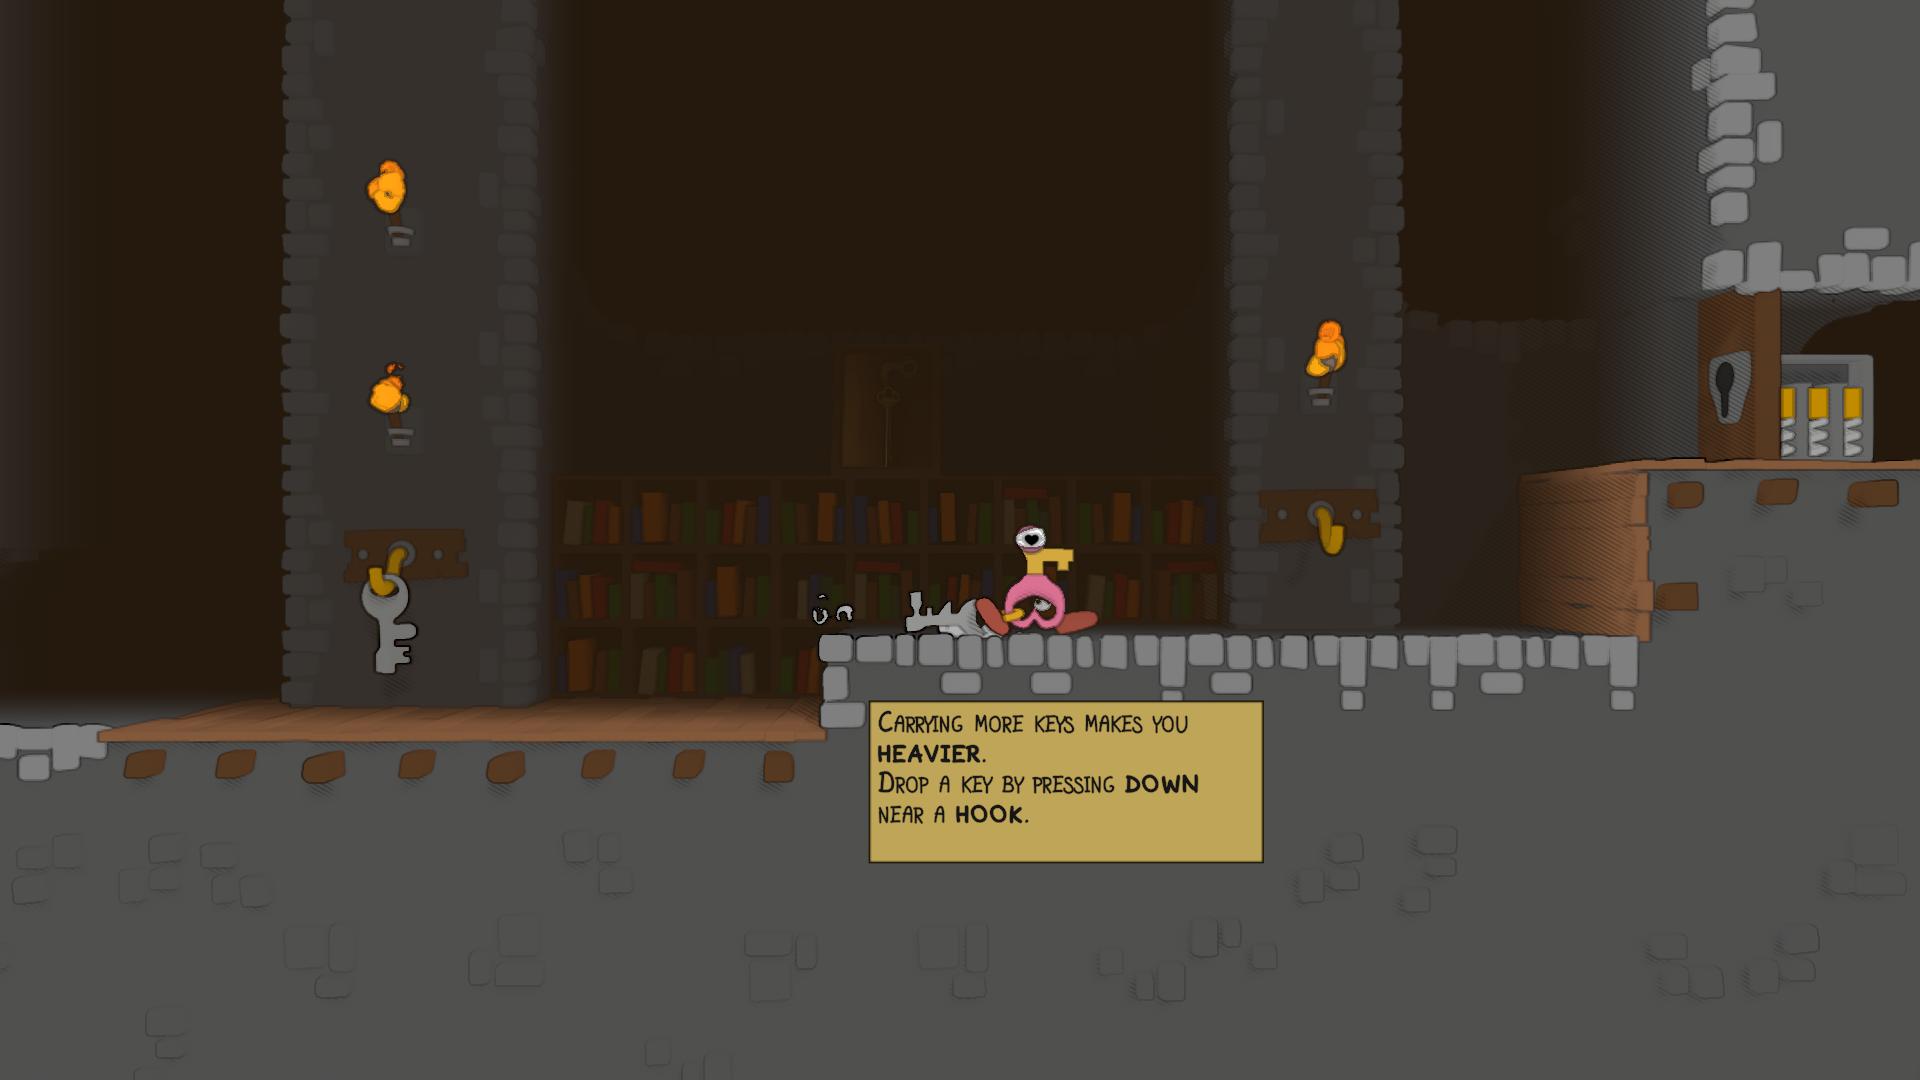 Carrying more keys makes you
HEAVIER.
Drop a key by pressing DOWN
near a HOOK.